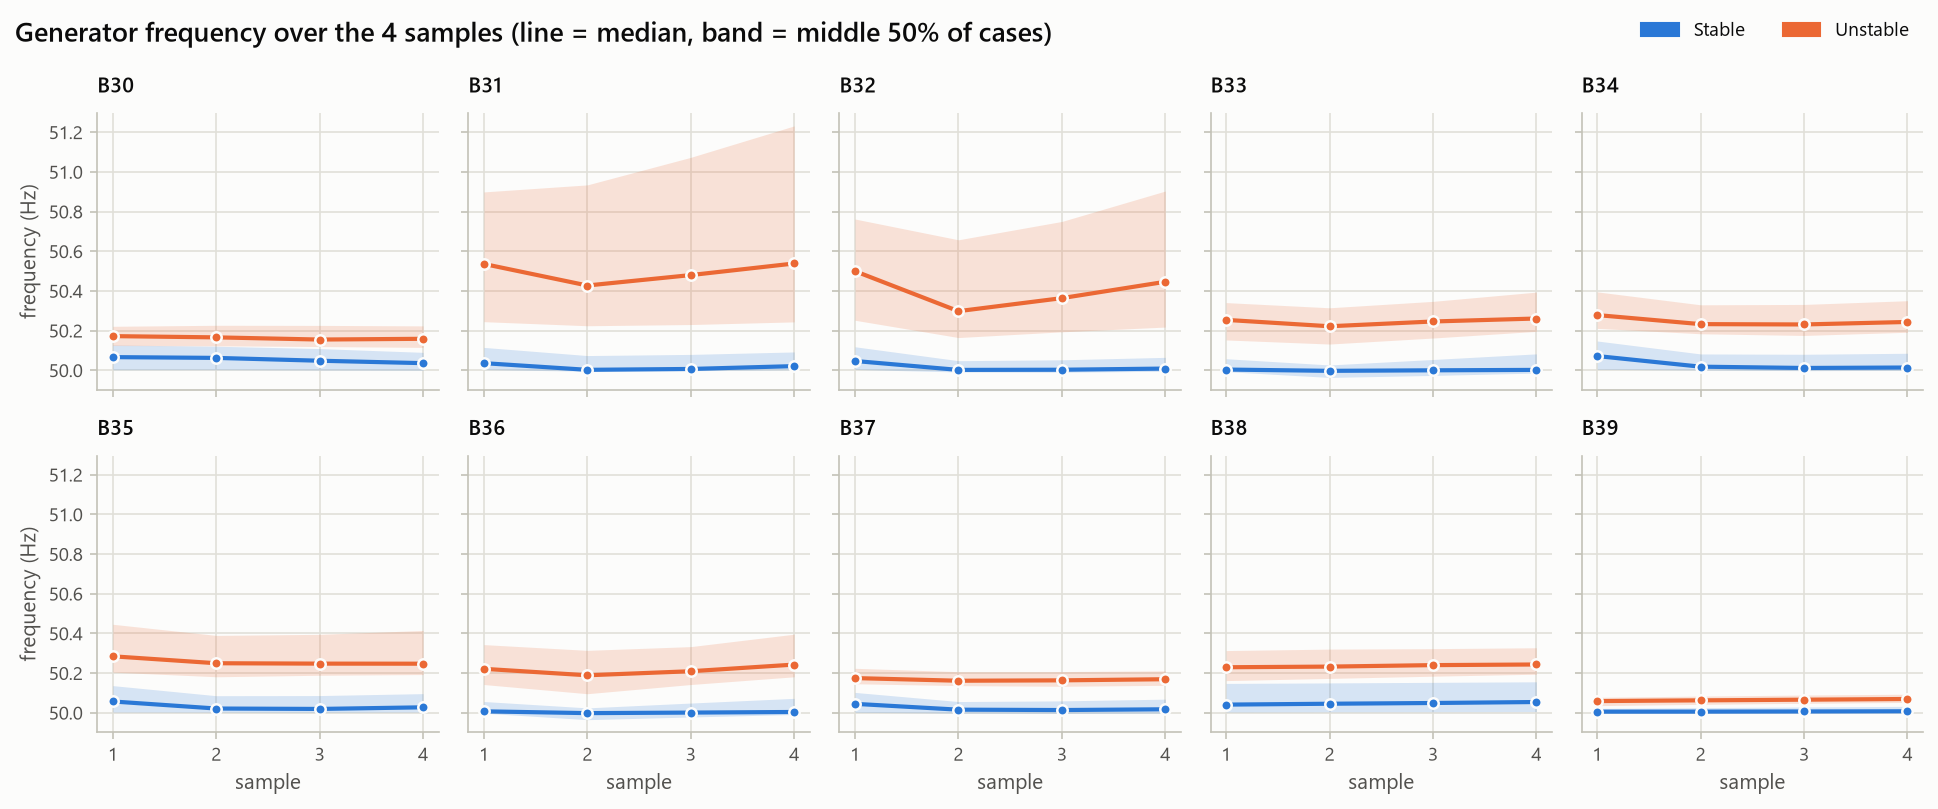 Generator frequency over the 4 samples (line = median, band = middle 50% of cases)
Stable
Unstable
B30
B31
B32
B33
B34
frequency (Hz)
51.2
51.0
50.8
50.6
50.4
50.2
50.0
B35
B36
B37
B38
B39
frequency (Hz)
51.2
51.0
50.8
50.6
50.4
50.2
50.0
1 2 3 4
1 2 3 4
1 2 3 4
1 2 3 4
1 2 3 4
sample
sample
sample
sample
sample